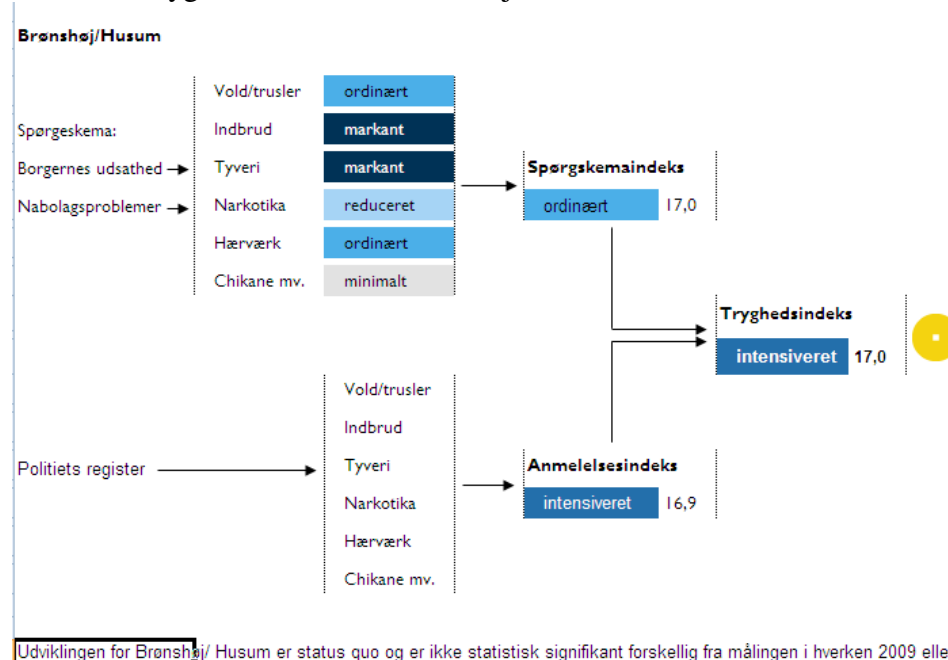 Brønshøj/Husum
Vold/trusler ordinært
Spørgeskema: Indbrud markant
Borgernes udsathed Tyveri markant
Nabolagsproblemer Narkotika reduceret
Hærværk ordinært
Chikane mv. minimalt
Spørgskemaindeks
ordinært 17,0
Tryghedsindeks
intensiveret 17,0
Vold/trusler
Indbrud
Politiets register Tyveri
Narkotika
Hærværk
Chikane mv.
Anmelelsesindeks
intensiveret 16,9
Udviklingen for Brønshøj/ Husum er status quo og er ikke statistisk signifikant forskellig fra målingen i hverken 2009 elle